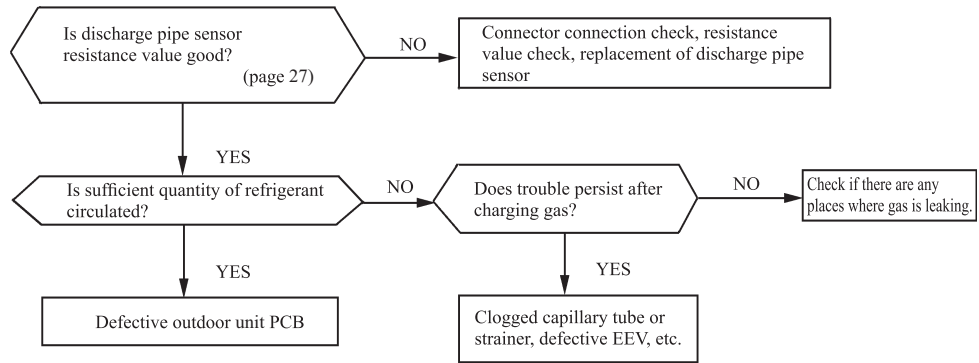 Is discharge pipe sensor
resistance value good?
(page 27)
NO
Connector connection check, resistance
value check, replacement of discharge pipe
sensor
YES
Is sufficient quantity of refrigerant
circulated?
NO
Does trouble persist after
charging gas?
NO
Check if there are any
places where gas is leaking.
YES
Defective outdoor unit PCB
YES
Clogged capillary tube or
strainer, defective EEV, etc.